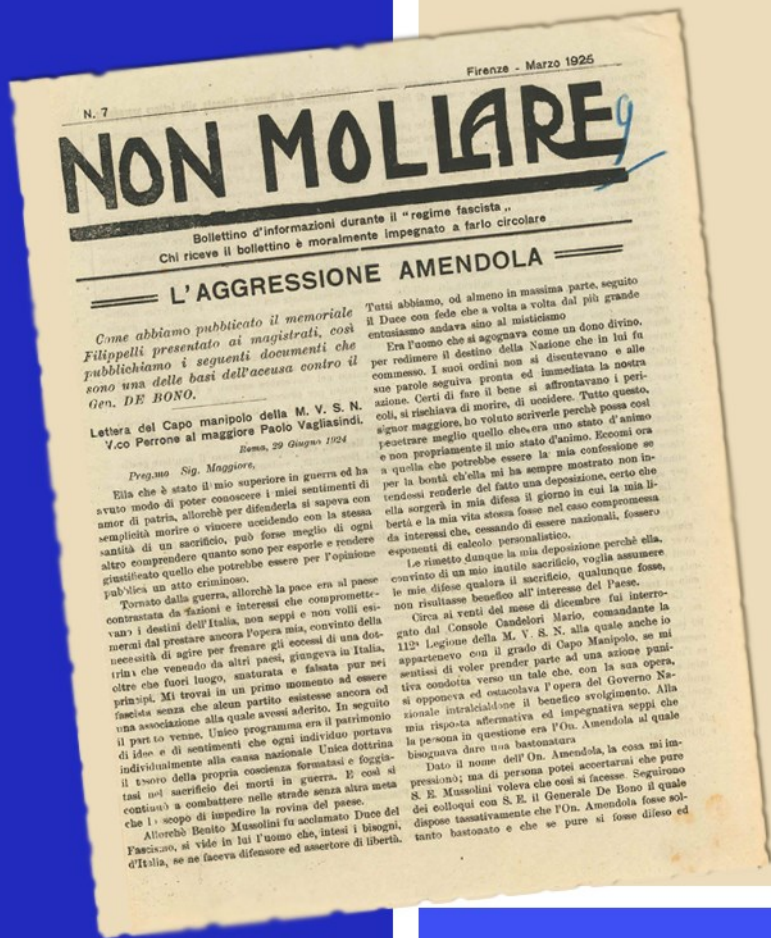 Firenze - Marzo 1925
N. 7
NON MOLLARE
9
Bollettino d'informazioni durante il "regime fascista „
Chi riceve il bollettino è moralmente impegnato a farlo circolare
L'AGGRESSIONE AMENDOLA
Come abbiamo pubblicato il memoriale
Filippelli presentato ai magistrati, così
pubblichiamo i seguenti documenti che
sono una delle basi dell'accusa contro il
Gen. DE BONO.
Lettera del Capo manipolo della M. V. S. N.
V.co Perrone al maggiore Paolo Vagliasindi.
Roma, 29 Giugno 1924
Preg.mo Sig. Maggiore,
Ella che è stato il mio superiore in guerra ed ha
avuto modo di poter conoscere i miei sentimenti di
amor di patria, allorchè per difenderla si sapeva con
semplicità morire o vincere uccidendo con la stessa
santità di un sacrificio, può forse meglio di ogni
altro comprendere quanto sono per esporle e rendere
giustificato quello che potrebbe essere per l'opinione
pubblica un atto criminoso.
Tornato dalla guerra, allorchè la pace era al paese
contrastata da fazioni e interessi che compromette-
vano i destini dell'Italia, non seppi e non volli esi-
mermi dal prestare ancora l'opera mia, convinto della
necessità di agire per frenare gli eccessi di una dot-
trina che venendo da altri paesi, giungeva in Italia,
oltre che fuori luogo, snaturata e falsata pur nei
principi. Mi trovai in un primo momento ad essere
fascista senza che alcun partito esistesse ancora od
una associazione alla quale avessi aderito. In seguito
il partito venne. Unico programma era il patrimonio
di idee e di sentimenti che ogni individuo portava
individualmente alla causa nazionale Unica dottrina
il tesoro della propria coscienza formatasi e foggia-
tasi nel sacrificio dei morti in guerra. E così si
continuò a combattere nelle strade senza altra meta
che lo scopo di impedire la rovina del paese.
Allorchè Benito Mussolini fu acclamato Duce del
Fascismo, si vide in lui l'uomo che, intesi i bisogni,
d'Italia, se ne faceva difensore ed assertore di libertà.
Tutti abbiamo, od almeno in massima parte, seguito
il Duce con fede che a volta a volta dal più grande
entusiasmo andava sino al misticismo
Era l'uomo che si agognava come un dono divino,
per redimere il destino della Nazione che in lui fu
commesso. I suoi ordini non si discutevano e alle
sue parole seguiva pronta ed immediata la nostra
azione. Certi di fare il bene si affrontavano i peri-
coli, si rischiava di morire, di uccidere. Tutto questo,
signor maggiore, ho voluto scriverle perchè possa così
penetrare meglio quello che era uno stato d'animo
e non propriamente il mio stato d'animo. Eccomi ora
a quella che potrebbe essere la mia confessione se
per la bontà ch'ella mi ha sempre mostrato non in-
tendessi renderle del fatto una deposizione, certo che
ella sorgerà in mia difesa il giorno in cui la mia li-
bertà e la mia vita stessa fosse nel caso compromessa
da interessi che, cessando di essere nazionali, fossero
esponenti di calcolo personalistico.
Le rimetto dunque la mia deposizione perchè ella,
convinto di un mio inutile sacrificio, voglia assumere
le mie difese qualora il sacrificio, qualunque fosse,
non risultasse benefico all'interesse del Paese.
Circa ai venti del mese di dicembre fui interro-
gato dal Console Candelori Mario, comandante la
112ª Legione della M. V. S. N. alla quale anche io
appartenevo con il grado di Capo Manipolo, se mi
sentissi di voler prender parte ad una azione puni-
tiva condotta verso un tale che, con la sua opera,
si opponeva ed ostacolava l'opera del Governo Na-
zionale intralciandone il benefico svolgimento. Alla
mia risposta affermativa ed impegnativa seppi che
la persona in questione era l'On. Amendola al quale
bisognava dare una bastonatura
Dato il nome dell'On. Amendola, la cosa mi im-
pressionò; ma di persona potei accertarmi che pure
S. E. Mussolini voleva che così si facesse. Seguirono
dei colloqui con S. E. il Generale De Bono il quale
dispose tassativamente che l'On. Amendola fosse sol-
tanto bastonato e che se pure si fosse difeso ed